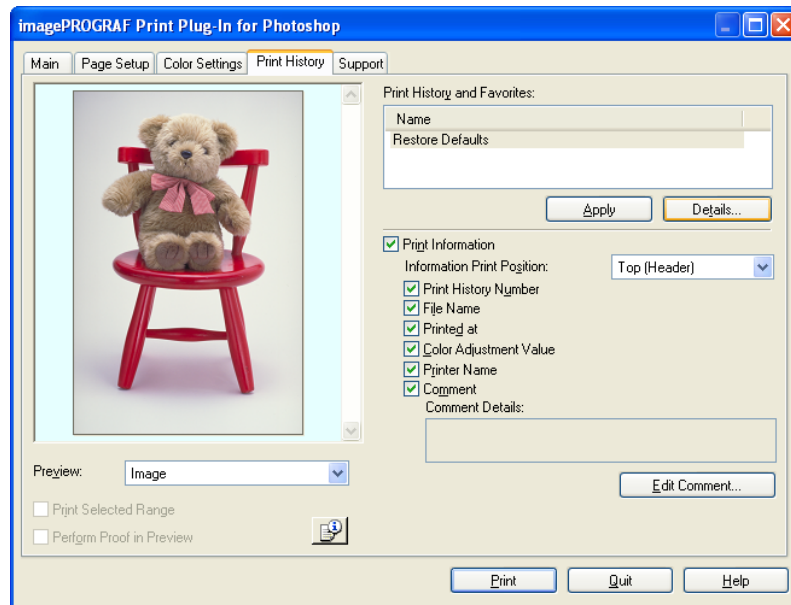 imagePROGRAF Print Plug-In for Photoshop
Main Page Setup Color Settings Print History Support
Print History and Favorites:
Name
Restore Defaults
Apply Details...
Print Information
Information Print Position: Top (Header)
Print History Number
File Name
Printed at
Color Adjustment Value
Printer Name
Comment
Comment Details:
Edit Comment...
Preview: Image
Print Selected Range
Perform Proof in Preview
Print Quit Help